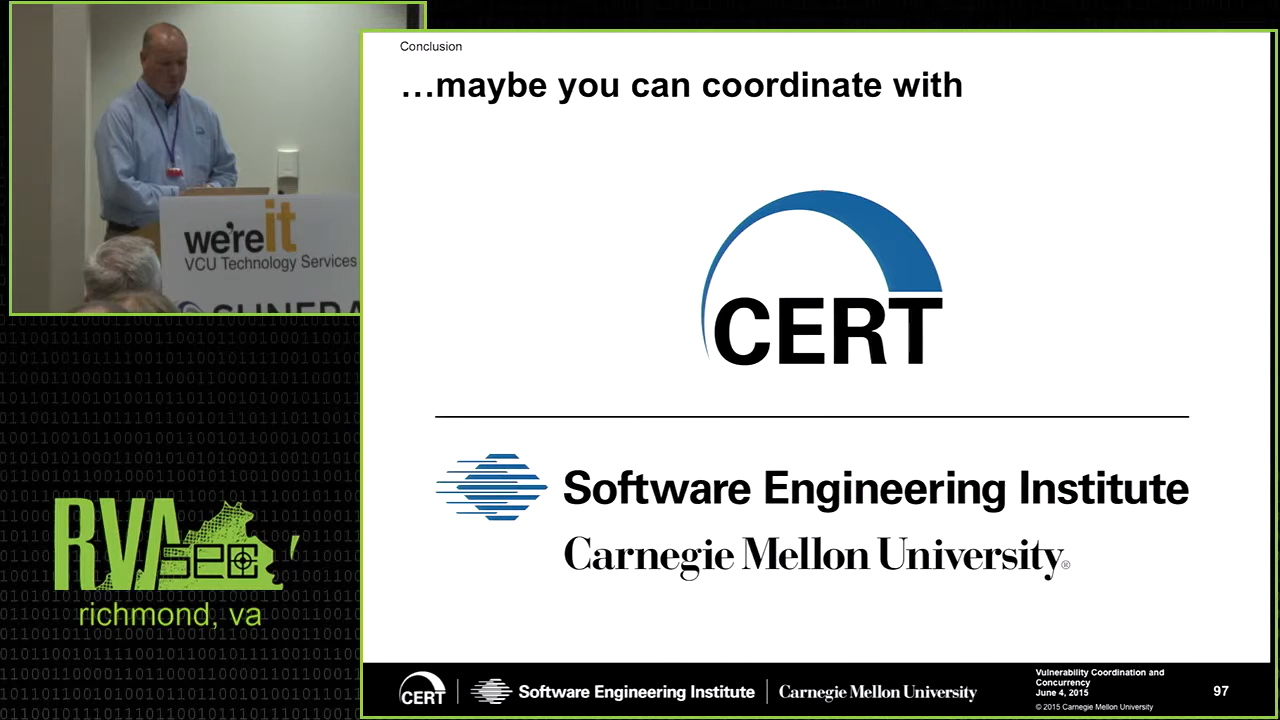 we're it
VCU Technology Services
Conclusion
…maybe you can coordinate with
CERT
Software Engineering Institute
Carnegie Mellon University®
RVAsec
richmond, va
CERT
Software Engineering Institute
Carnegie Mellon University
Vulnerability Coordination and
Concurrency
June 4, 2015
© 2015 Carnegie Mellon University
97